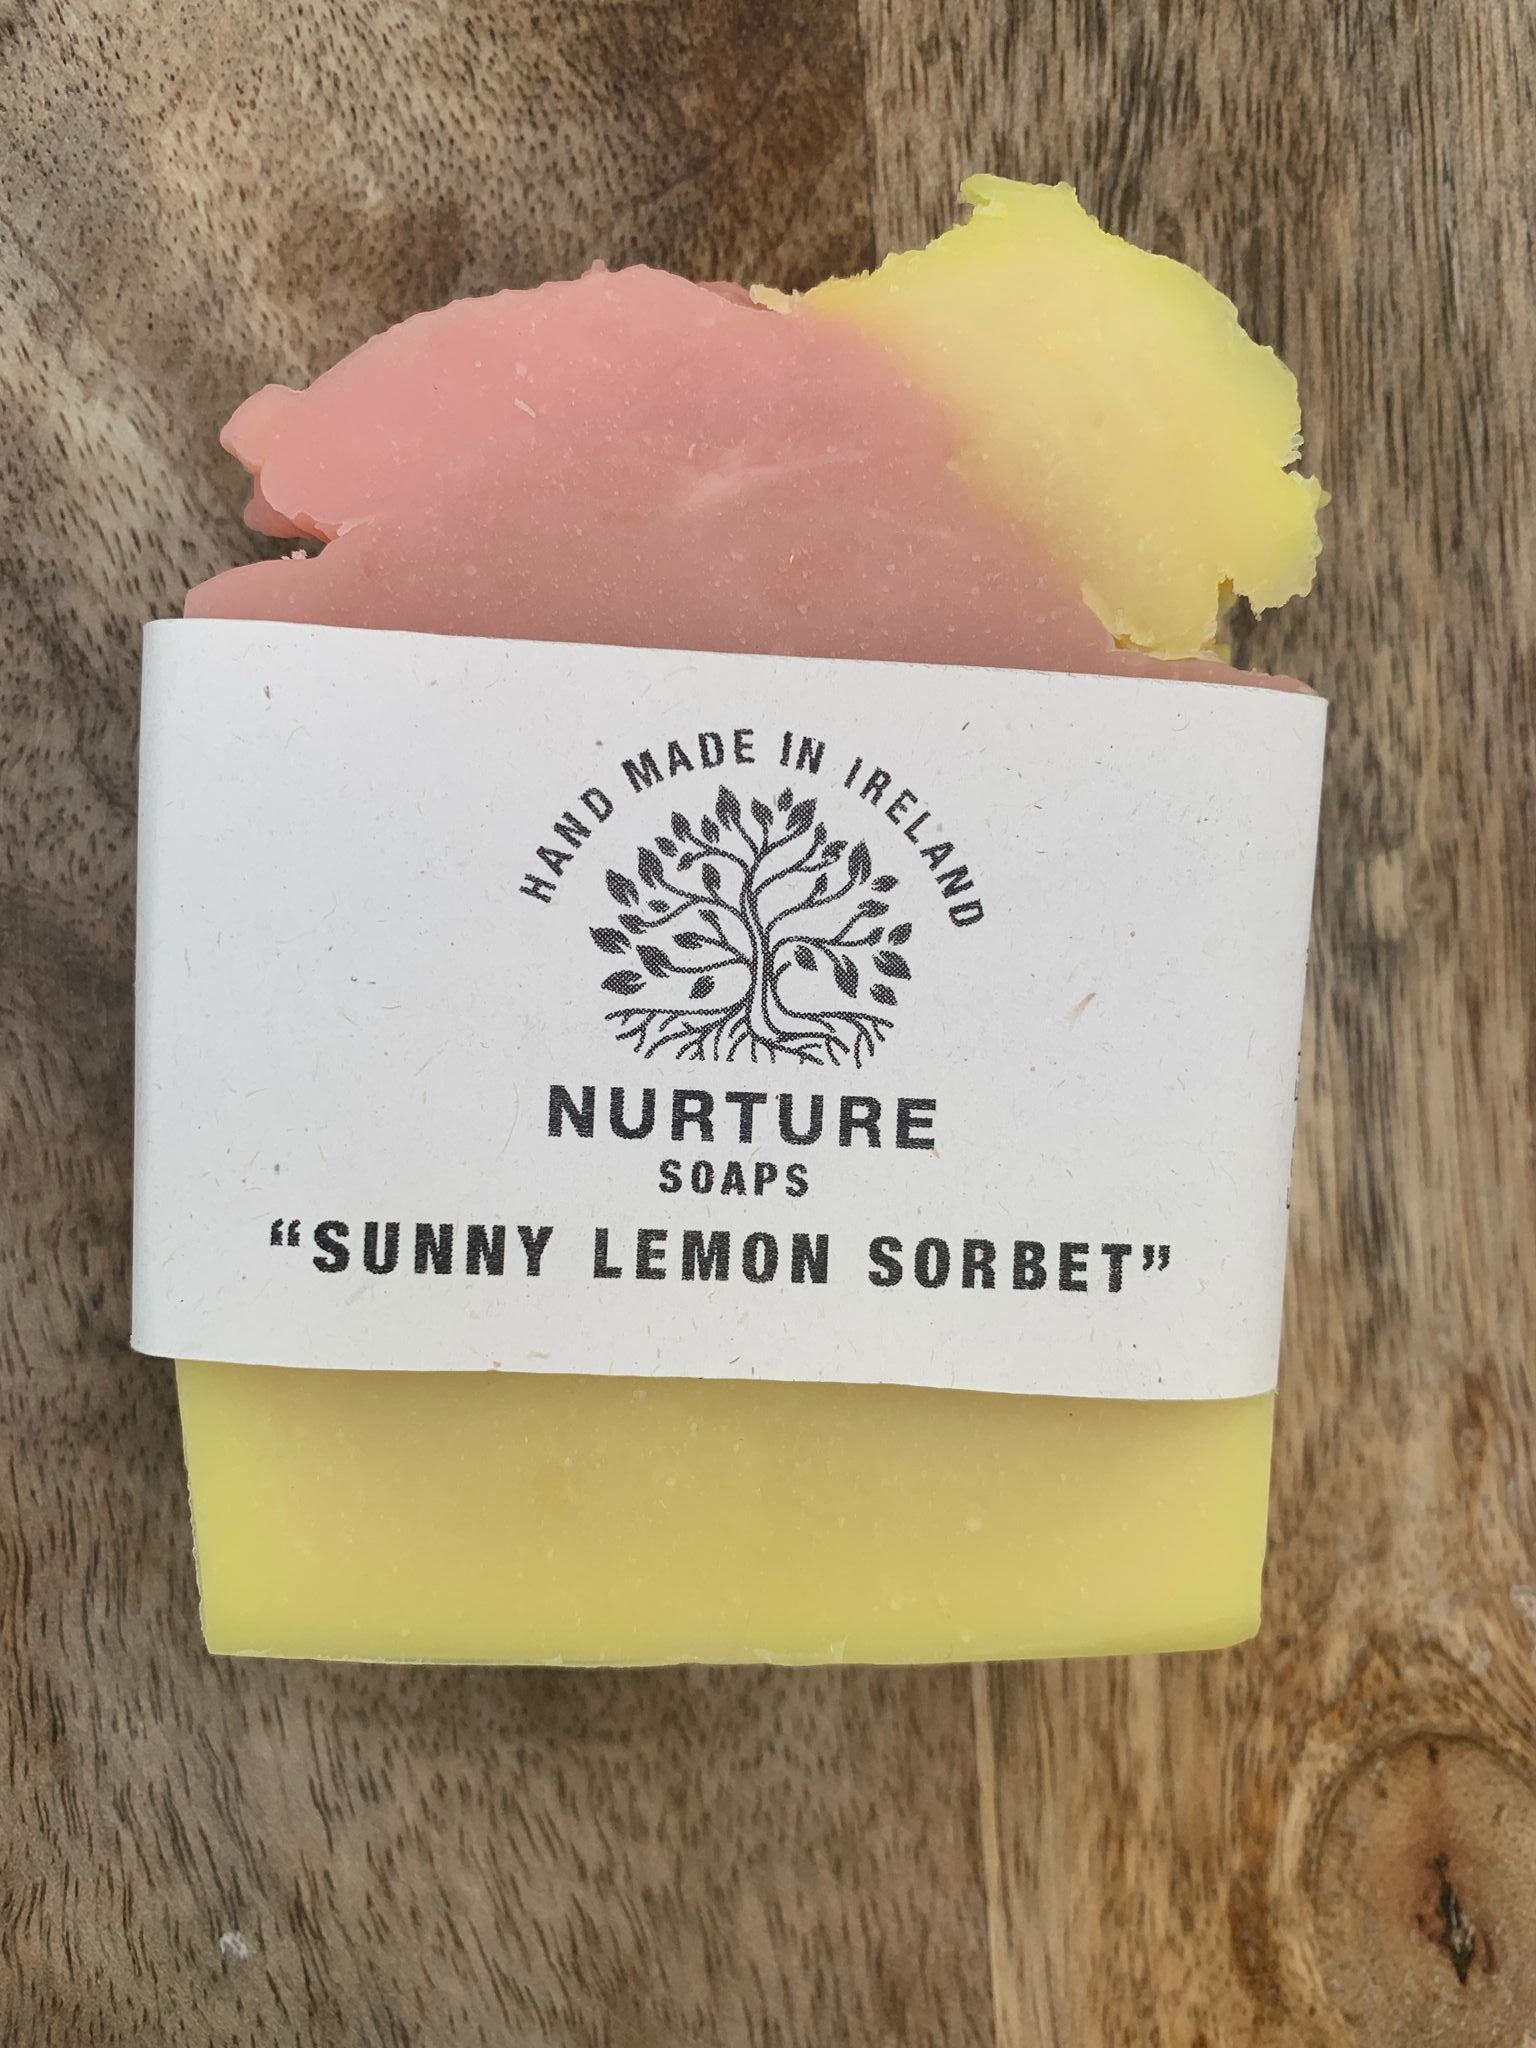 HAND MADE IN IRELAND
NURTURE
SOAPS
“SUNNY LEMON SORBET”